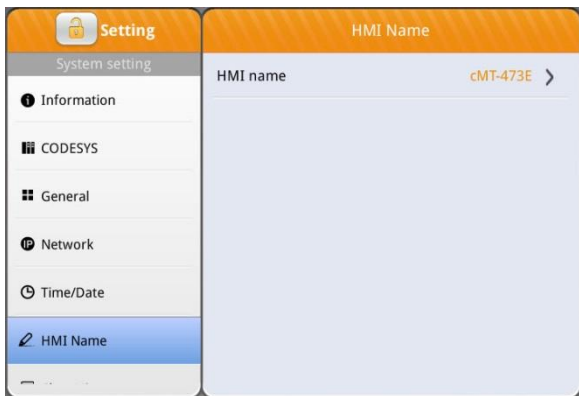 Setting
System setting
Information
CODESYS
General
Network
Time/Date
HMI Name
HMI Name
HMI name cMT-473E